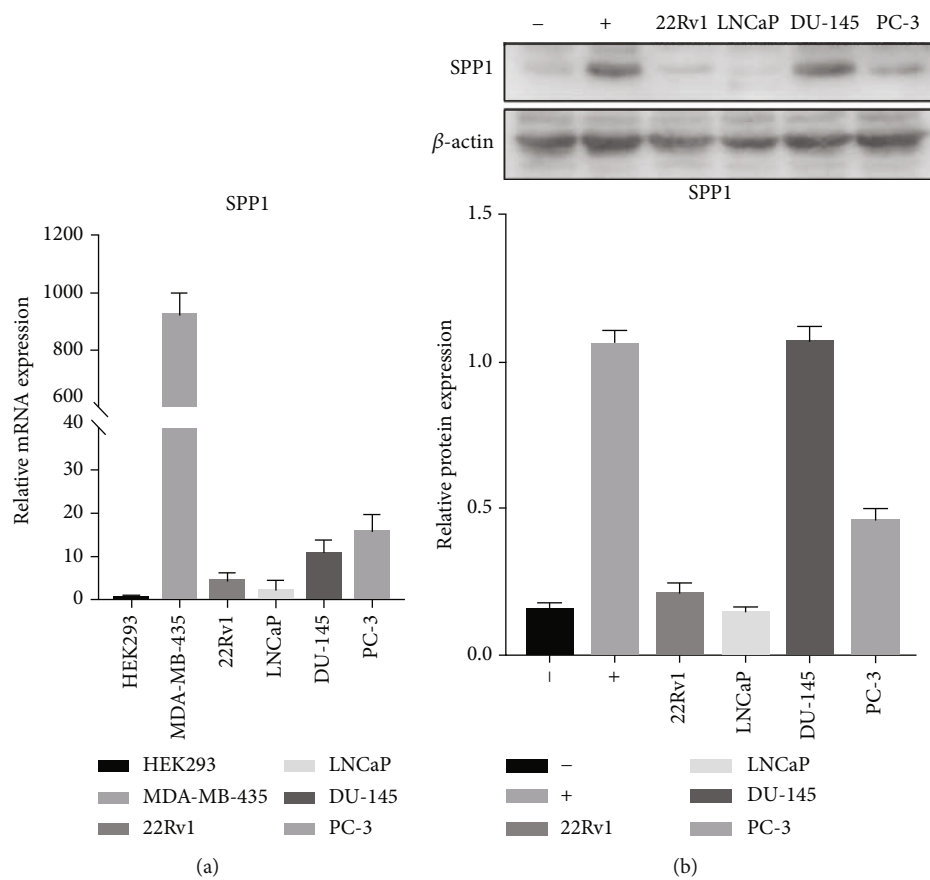 − + 22Rv1 LNCaP DU-145 PC-3
SPP1
β-actin
SPP1
1200
1000
800
600
40
30
20
10
0
Relative mRNA expression
HEK293
MDA-MB-435
22Rv1
LNCaP
DU-145
PC-3
HEK293
LNCaP
MDA-MB-435
DU-145
22Rv1
PC-3
(a)
SPP1
1.5
1.0
0.5
0.0
Relative protein expression
−
+
22Rv1
LNCaP
DU-145
PC-3
−
LNCaP
+
DU-145
22Rv1
PC-3
(b)